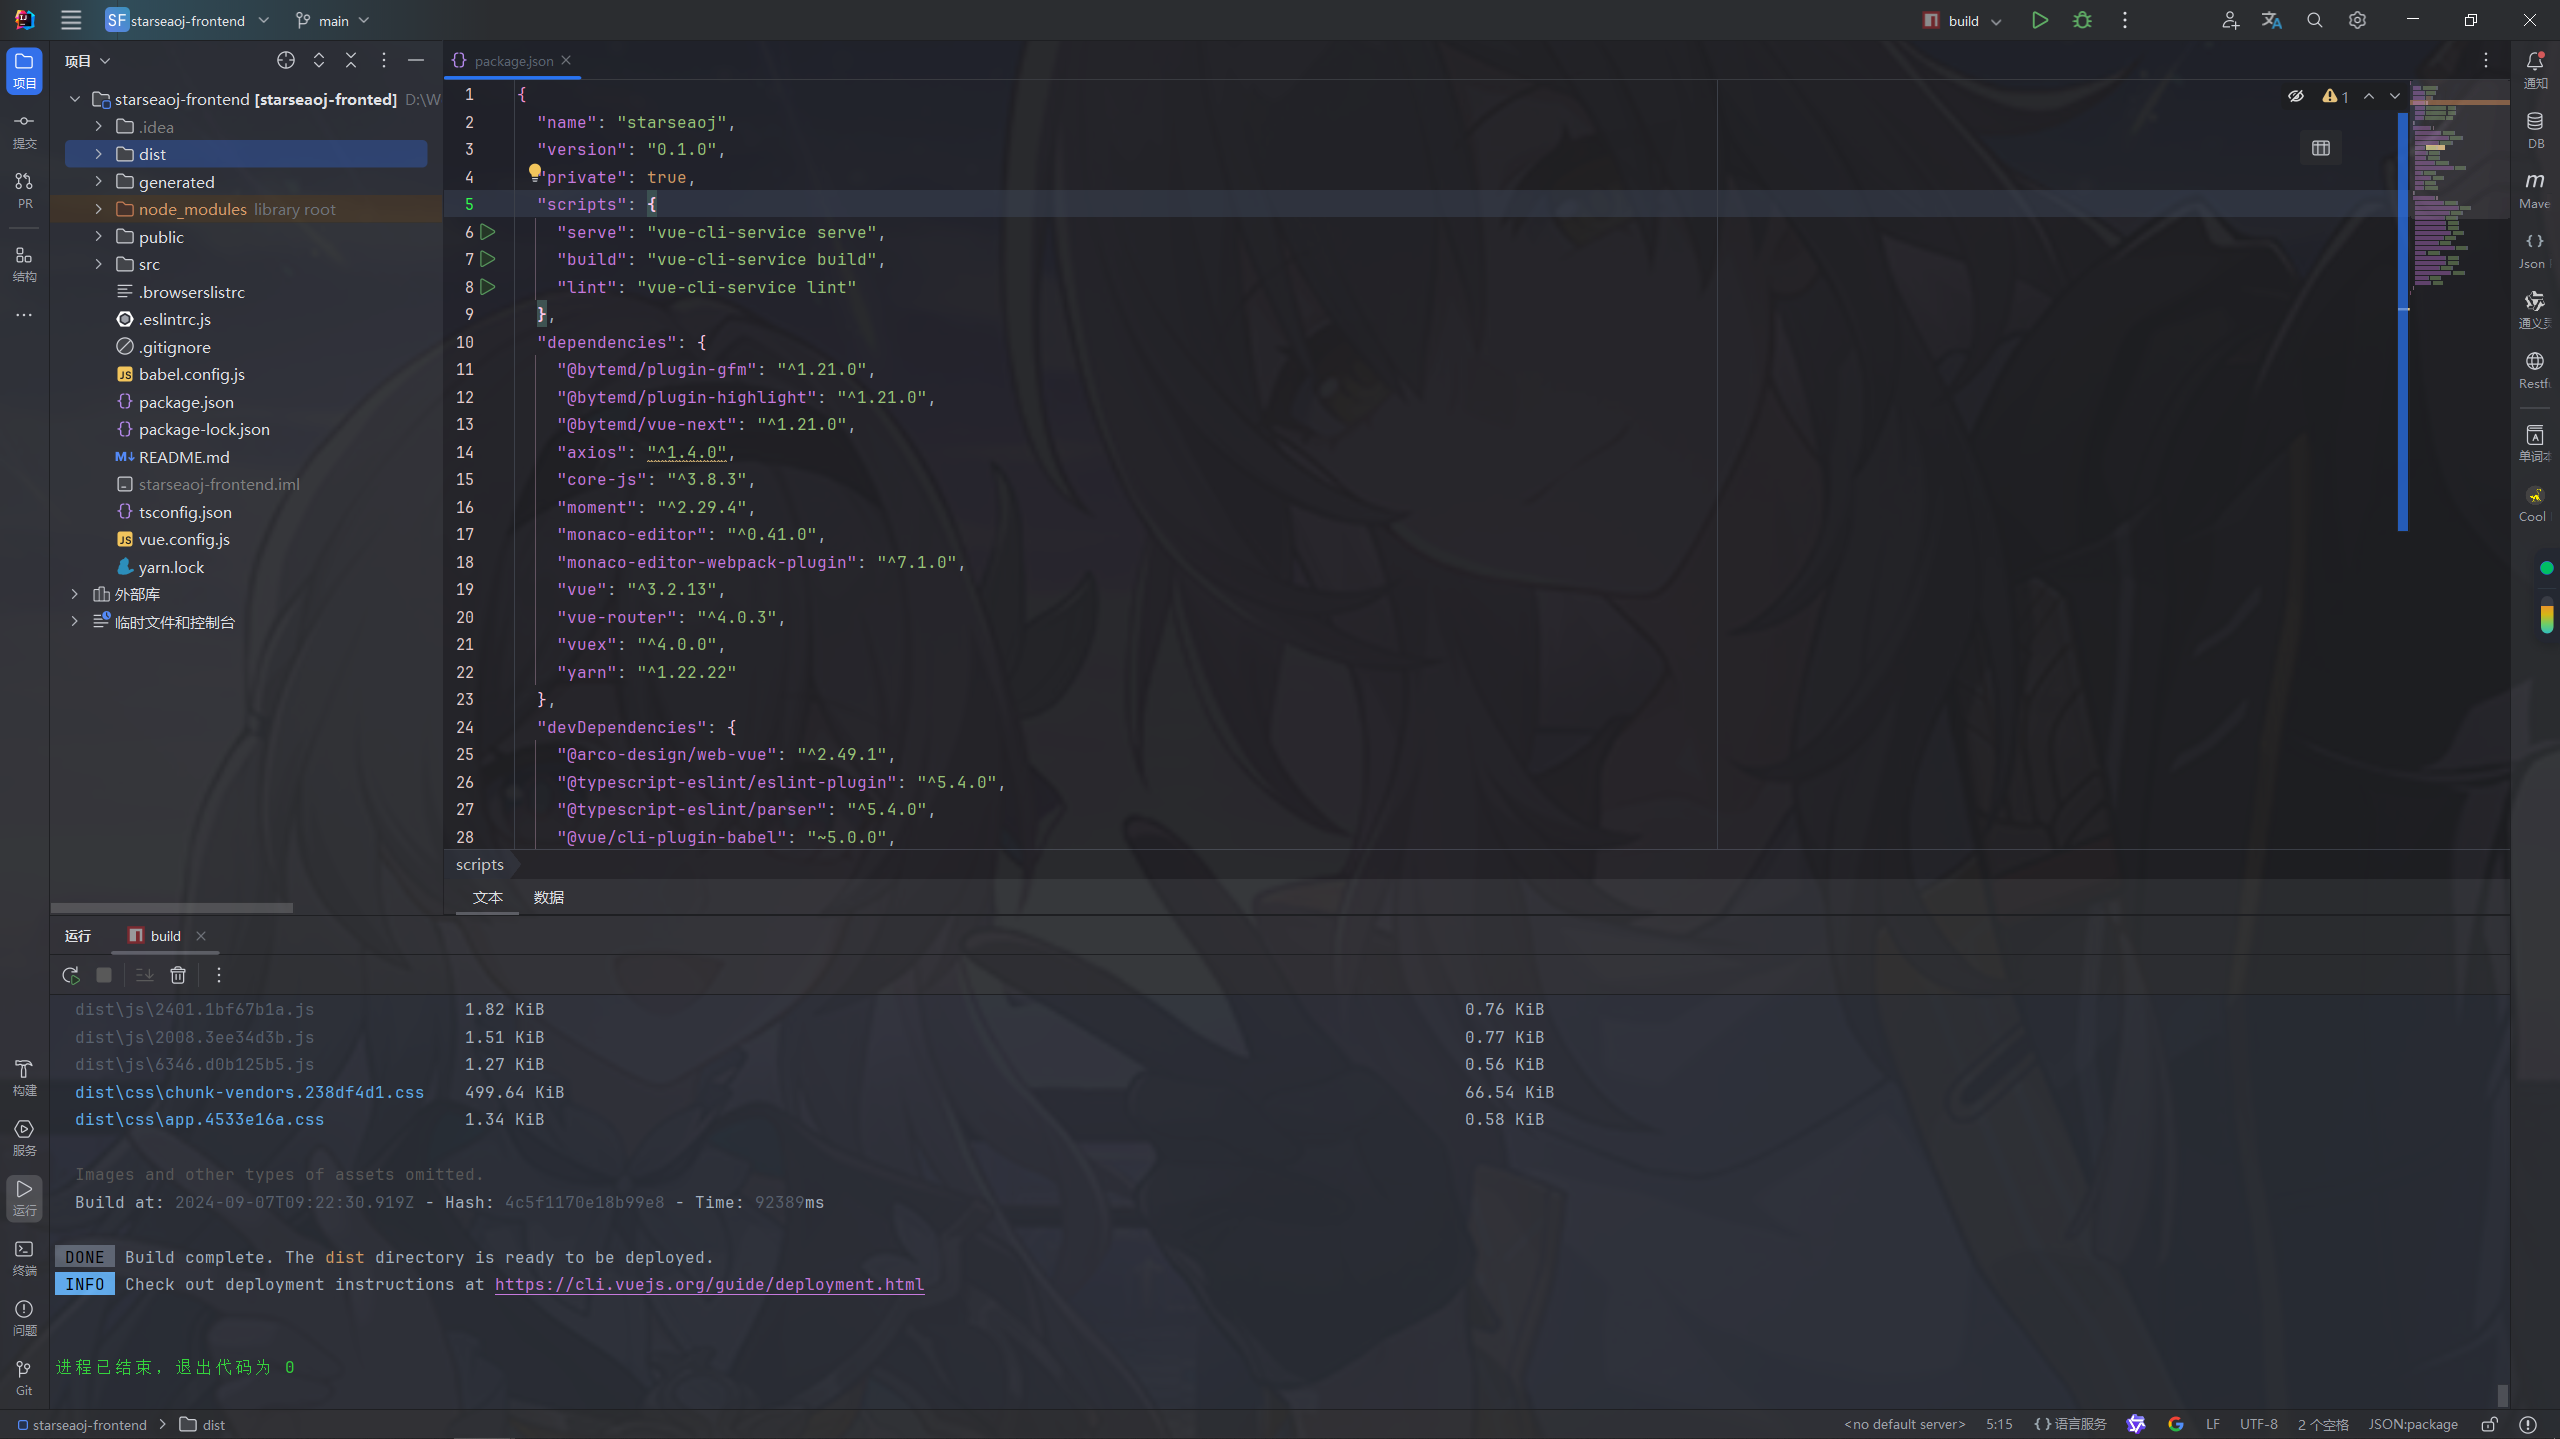 SF starseaoj-frontend
main
build
项目
starseaoj-frontend [starseaoj-fronted] D:\W
.idea
dist
generated
node_modules library root
public
src
.browserslistrc
.eslintrc.js
.gitignore
babel.config.js
package.json
package-lock.json
README.md
starseaoj-frontend.iml
tsconfig.json
vue.config.js
yarn.lock
外部库
临时文件和控制台
项目
提交
PR
结构
构建
服务
运行
终端
问题
Git
package.json
1 {
2 "name": "starseaoj",
3 "version": "0.1.0",
4 "private": true,
5 "scripts": {
6 "serve": "vue-cli-service serve",
7 "build": "vue-cli-service build",
8 "lint": "vue-cli-service lint"
9 },
10 "dependencies": {
11 "@bytemd/plugin-gfm": "^1.21.0",
12 "@bytemd/plugin-highlight": "^1.21.0",
13 "@bytemd/vue-next": "^1.21.0",
14 "axios": "^1.4.0",
15 "core-js": "^3.8.3",
16 "moment": "^2.29.4",
17 "monaco-editor": "^0.41.0",
18 "monaco-editor-webpack-plugin": "^7.1.0",
19 "vue": "^3.2.13",
20 "vue-router": "^4.0.3",
21 "vuex": "^4.0.0",
22 "yarn": "^1.22.22"
23 },
24 "devDependencies": {
25 "@arco-design/web-vue": "^2.49.1",
26 "@typescript-eslint/eslint-plugin": "^5.4.0",
27 "@typescript-eslint/parser": "^5.4.0",
28 "@vue/cli-plugin-babel": "~5.0.0",
1
scripts
文本 数据
通知
DB
Mave
Json
通义
Restf
单词
Cool
运行 build
dist\js\2401.1bf67b1a.js 1.82 KiB 0.76 KiB
dist\js\2008.3ee34d3b.js 1.51 KiB 0.77 KiB
dist\js\6346.d0b125b5.js 1.27 KiB 0.56 KiB
dist\css\chunk-vendors.238df4d1.css 499.64 KiB 66.54 KiB
dist\css\app.4533e16a.css 1.34 KiB 0.58 KiB
Images and other types of assets omitted.
Build at: 2024-09-07T09:22:30.919Z - Hash: 4c5f1170e18b99e8 - Time: 92389ms
DONE Build complete. The dist directory is ready to be deployed.
INFO Check out deployment instructions at https://cli.vuejs.org/guide/deployment.html
进程已结束，退出代码为 0
starseaoj-frontend > dist
<no default server> 5:15 {} 语言服务 LF UTF-8 2 个空格 JSON:package